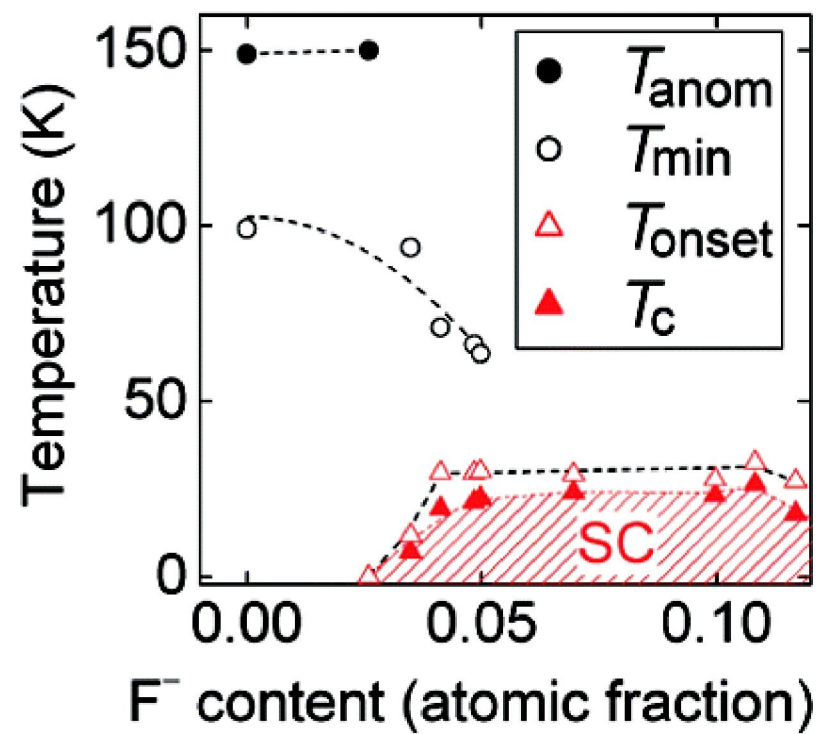 Temperature (K)
150
100
50
0
0.00 0.05 0.10
F⁻ content (atomic fraction)
Tanom
Tmin
Tonset
Tc
SC